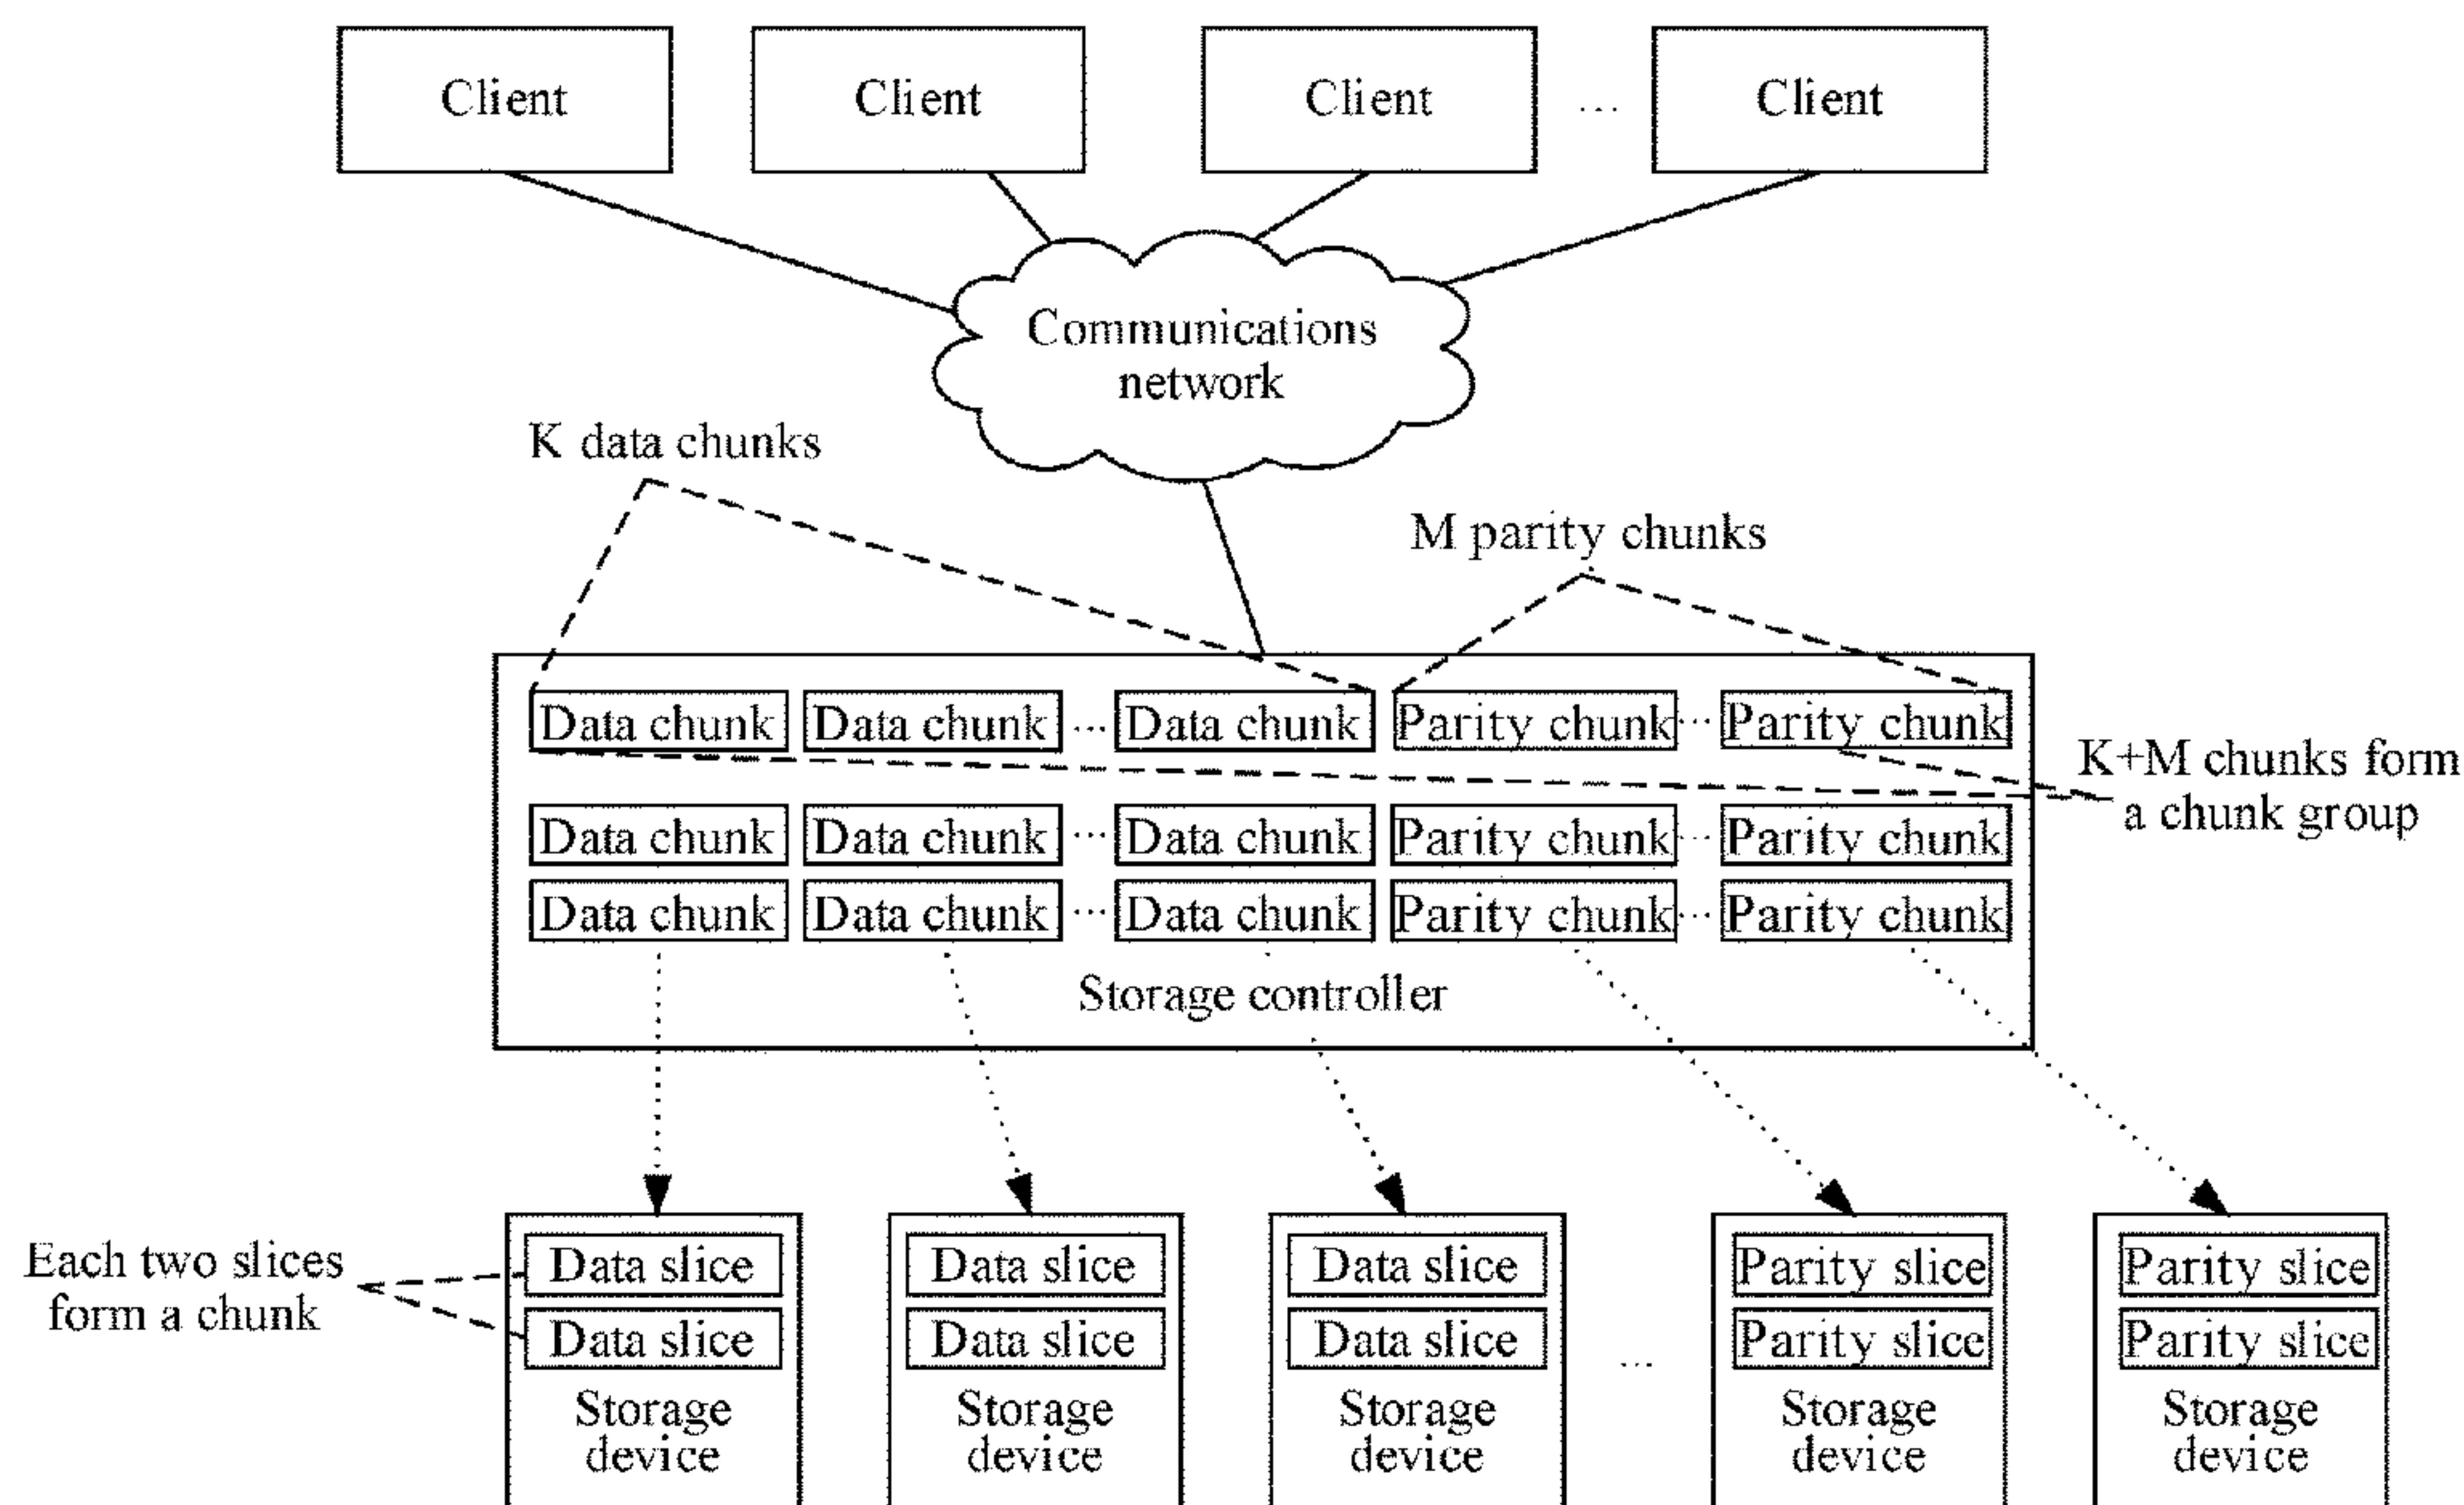 Client Client Client ... Client
Communications
network
K data chunks
M parity chunks
Data chunk Data chunk ... Data chunk Parity chunk ... Parity chunk
K+M chunks form
a chunk group
Data chunk Data chunk ... Data chunk Parity chunk ... Parity chunk
Data chunk Data chunk ... Data chunk Parity chunk ... Parity chunk
Storage controller
Each two slices
form a chunk
Data slice Data slice Data slice Parity slice Parity slice
Data slice Data slice Data slice ... Parity slice Parity slice
Storage Storage Storage Storage Storage
device device device device device